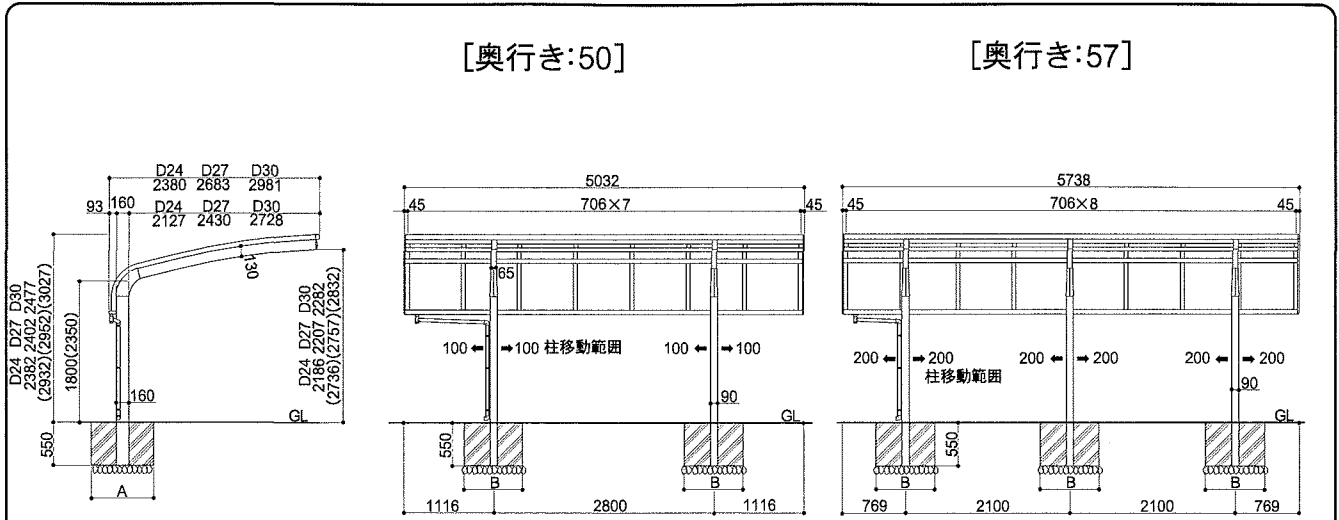 [奥行き:50]
[奥行き:57]
D24 D27 D30
2380 2683 2981
93 160 D24 D27 D30
2127 2430 2728
130
D24 D27 D30
2382 2402 2477
(2932)(2952)(3027)
1800(2350)
D24 D27 D30
2186 2207 2282
(2736)(2757)(2832)
160
GL
550
A
5032
45 706×7 45
65
100 100 柱移動範囲 100 100
90
GL
550
B B
1116 2800 1116
5738
45 706×8 45
200 200 200 200 200 200
柱移動範囲
90
GL
550
B B B
769 2100 2100 769